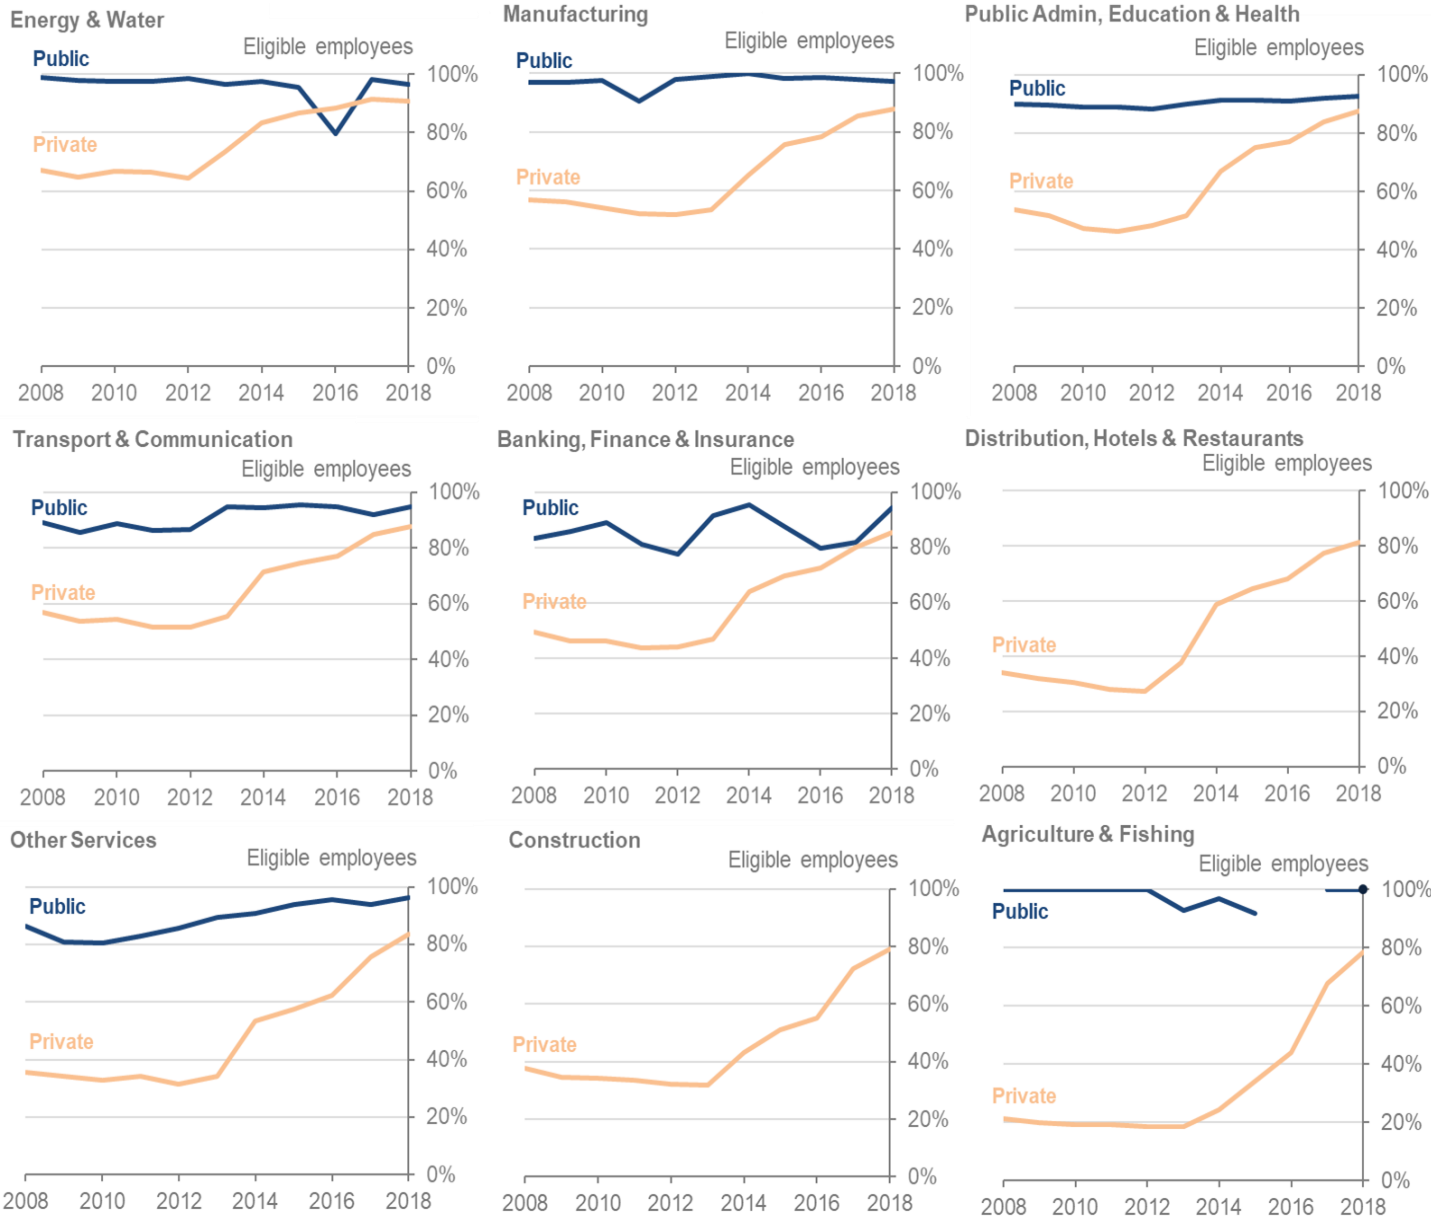 Energy & Water
Eligible employees
Public
Private
100%
80%
60%
40%
20%
0%
2008 2010 2012 2014 2016 2018
Manufacturing
Eligible employees
Public
Private
100%
80%
60%
40%
20%
0%
2008 2010 2012 2014 2016 2018
Public Admin, Education & Health
Eligible employees
Public
Private
100%
80%
60%
40%
20%
0%
2008 2010 2012 2014 2016 2018
Transport & Communication
Eligible employees
Public
Private
100%
80%
60%
40%
20%
0%
2008 2010 2012 2014 2016 2018
Banking, Finance & Insurance
Eligible employees
Public
Private
100%
80%
60%
40%
20%
0%
2008 2010 2012 2014 2016 2018
Distribution, Hotels & Restaurants
Eligible employees
Private
100%
80%
60%
40%
20%
0%
2008 2010 2012 2014 2016 2018
Other Services
Eligible employees
Public
Private
100%
80%
60%
40%
20%
0%
2008 2010 2012 2014 2016 2018
Construction
Eligible employees
Private
100%
80%
60%
40%
20%
0%
2008 2010 2012 2014 2016 2018
Agriculture & Fishing
Eligible employees
Public
Private
100%
80%
60%
40%
20%
0%
2008 2010 2012 2014 2016 2018